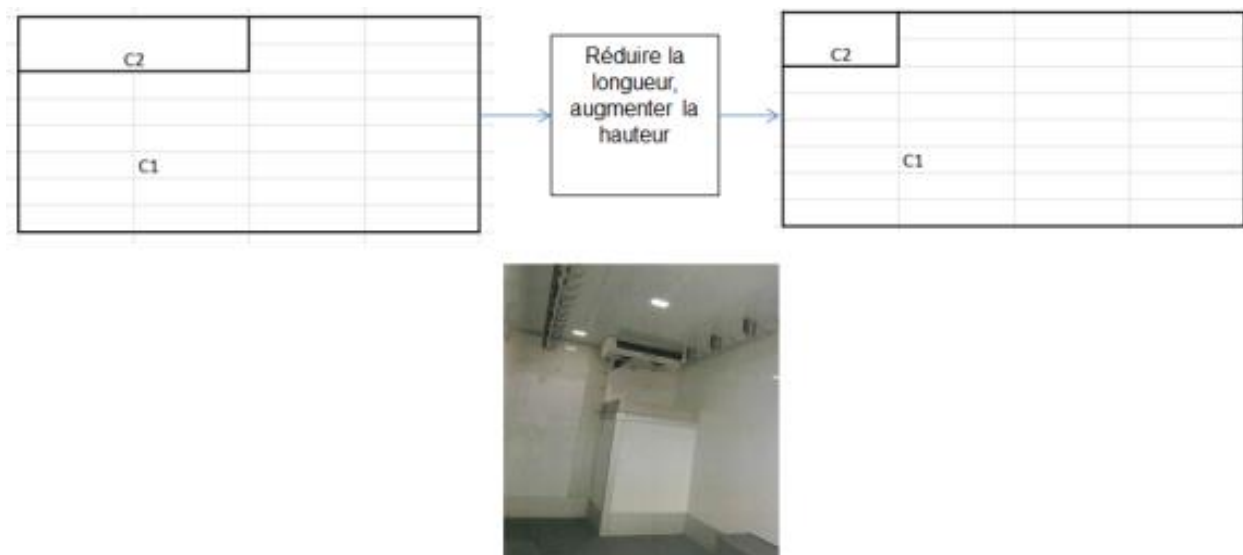 C2
C1
Réduire la
longueur,
augmenter la
hauteur
C2
C1